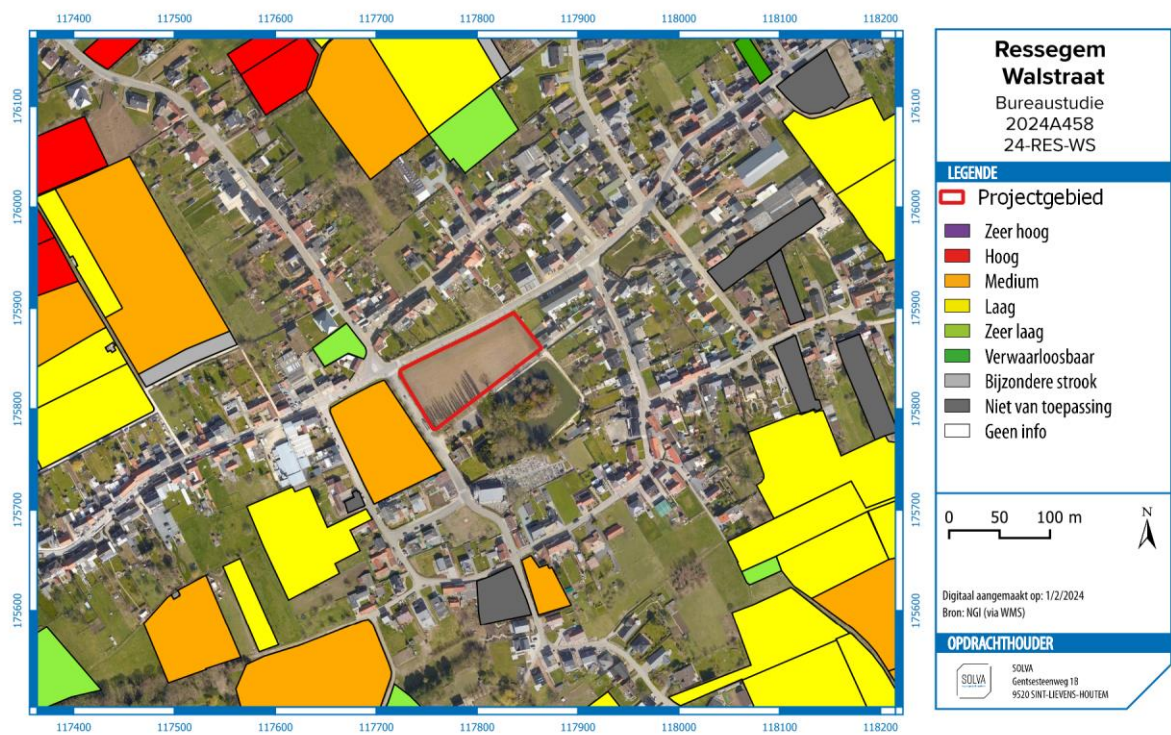 117400 117500 117600 117700 117800 117900 118000 118100 118200
176100
176000
175900
175800
175700
175600
176100
176000
175900
175800
175700
175600
117400 117500 117600 117700 117800 117900 118000 118100 118200
Ressegem
Walstraat
Bureaustudie
2024A458
24-RES-WS
LEGENDE
Projectgebied
Zeer hoog
Hoog
Medium
Laag
Zeer laag
Verwaarloosbaar
Bijzondere strook
Niet van toepassing
Geen info
0 50 100 m
N
Digitaal aangemaakt op: 1/2/2024
Bron: NGI (via WMS)
OPDRACHTHOUDER
SOLVA
SOLVA
Gentsesteenweg 1B
9520 SINT-LIEVENS-HOUTEM